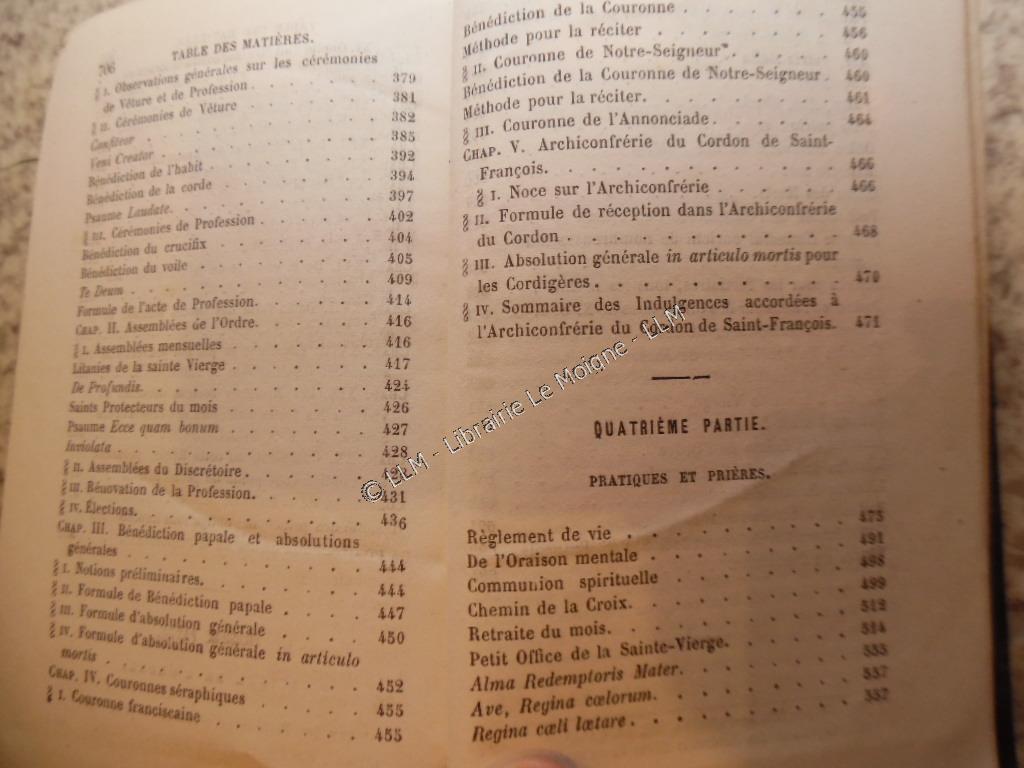 706
TABLE DES MATIÈRES.
§ I. Observations générales sur les cérémonies
de Vêture et de Profession . . . . . . . 379
§ II. Cérémonies de Vêture . . . . . . . 381
Confiteor . . . . . . . 382
Veni Creator . . . . . . . 385
Bénédiction de l'habit . . . . . . . 392
Bénédiction de la corde . . . . . . . 394
Psaume Laudate . . . . . . . 397
§ III. Cérémonies de Profession . . . . . . . 402
Bénédiction du crucifix . . . . . . . 404
Bénédiction du voile . . . . . . . 405
Te Deum . . . . . . . 409
Formule de l'acte de Profession . . . . . . . 414
CHAP. II. Assemblées de l'Ordre . . . . . . . 416
§ I. Assemblées mensuelles . . . . . . . 416
Litanies de la sainte Vierge . . . . . . . 417
De Profundis . . . . . . . 424
Saints Protecteurs du mois . . . . . . . 426
Psaume Ecce quam bonum . . . . . . . 427
Inviolata . . . . . . . 428
§ II. Assemblées du Discrétoire . . . . . . .
§ III. Rénovation de la Profession . . . . . . . 431
§ IV. Élections . . . . . . . 436
CHAP. III. Bénédiction papale et absolutions
générales . . . . . . . 444
§ I. Notions préliminaires . . . . . . . 444
§ II. Formule de Bénédiction papale . . . . . . . 447
§ III. Formule d'absolution générale . . . . . . . 450
§ IV. Formule d'absolution générale in articulo
mortis . . . . . . . 452
CHAP. IV. Couronnes séraphiques . . . . . . . 455
§ I. Couronne franciscaine . . . . . . . 455
Bénédiction de la Couronne . . . . . . . 455
Méthode pour la réciter . . . . . . . 456
§ II. Couronne de Notre-Seigneur . . . . . . . 460
Bénédiction de la Couronne de Notre-Seigneur . 460
Méthode pour la réciter . . . . . . . 461
§ III. Couronne de l'Annonciade . . . . . . . 464
CHAP. V. Archiconfrérie du Cordon de Saint-
François . . . . . . . 466
§ I. Noce sur l'Archiconfrérie . . . . . . . 466
§ II. Formule de réception dans l'Archiconfrérie
du Cordon . . . . . . . 468
§ III. Absolution générale in articulo mortis pour
les Cordigères . . . . . . . 470
§ IV. Sommaire des Indulgences accordées à
l'Archiconfrérie du Cordon de Saint-François. 471
QUATRIÈME PARTIE.
PRATIQUES ET PRIÈRES.
Règlement de vie . . . . . . . 475
De l'Oraison mentale . . . . . . . 491
Communion spirituelle . . . . . . . 498
Chemin de la Croix . . . . . . . 499
Retraite du mois . . . . . . . 512
Petit Office de la Sainte-Vierge . . . . . . . 514
Alma Redemptoris Mater . . . . . . .
Ave, Regina cœlorum . . . . . . . 557
Regina cœli lætare . . . . . . . 557
© LLM - Librairie Le Moigne - LLM